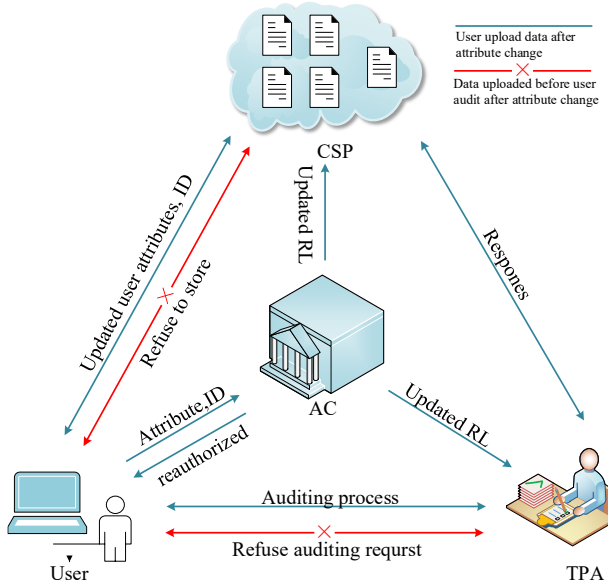 User upload data after
attribute change
Data uploaded before user
audit after attribute change
CSP
Updated user attributes, ID
Refuse to store
Updated RL
Respones
AC
Attribute,ID
reauthorized
Updated RL
Auditing process
Refuse auditing requrst
User
TPA